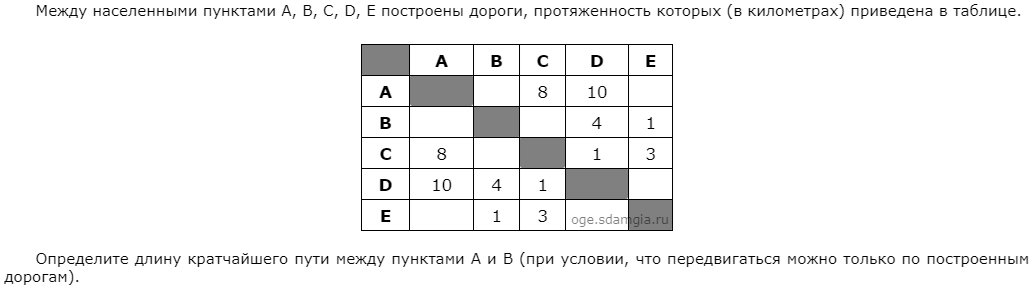 Между населенными пунктами A, B, C, D, E построены дороги, протяженность которых (в километрах) приведена в таблице.
A B C D E
A 8 10
B 4 1
C 8 1 3
D 10 4 1
E 1 3 oge.sdamgia.ru
Определите длину кратчайшего пути между пунктами A и B (при условии, что передвигаться можно только по построенным
дорогам).